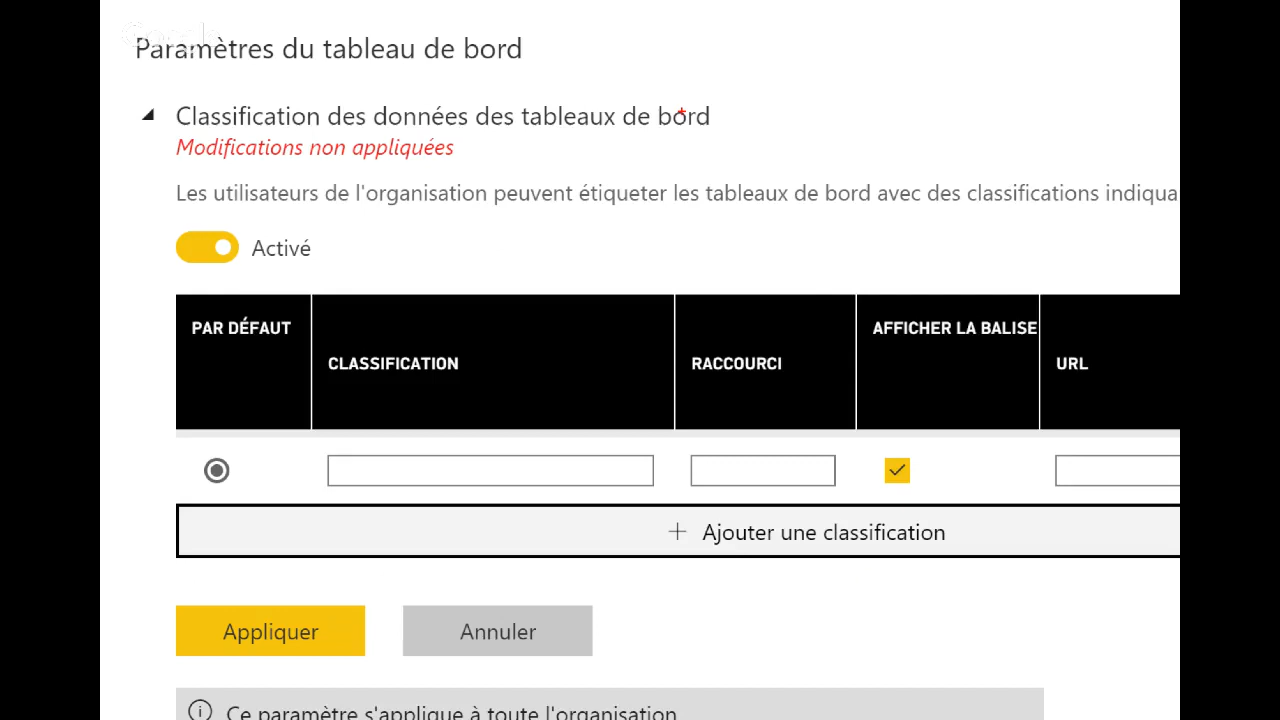 Google
Paramètres du tableau de bord
Classification des données des tableaux de bord
Modifications non appliquées
Les utilisateurs de l'organisation peuvent étiqueter les tableaux de bord avec des classifications indiqua
Activé
PAR DÉFAUT CLASSIFICATION RACCOURCI AFFICHER LA BALISE URL
+ Ajouter une classification
Appliquer Annuler
Ce paramètre s'applique à toute l'organisation